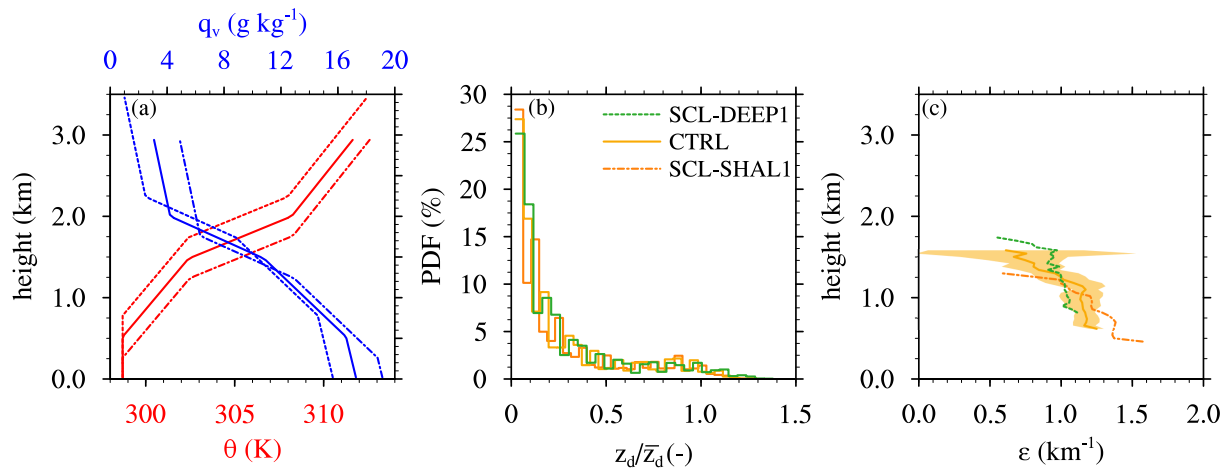 q_v (g kg⁻¹)
0 4 8 12 16 20
(a)
3.0
2.0
1.0
0.0
height (km)
300 305 310
θ (K)
(b)
30
25
20
15
10
5
0
PDF (%)
SCL-DEEP1
CTRL
SCL-SHAL1
0 0.5 1.0 1.5
z_d/z̅_d (-)
(c)
3.0
2.0
1.0
0.0
height (km)
0 0.5 1.0 1.5 2.0
ε (km⁻¹)